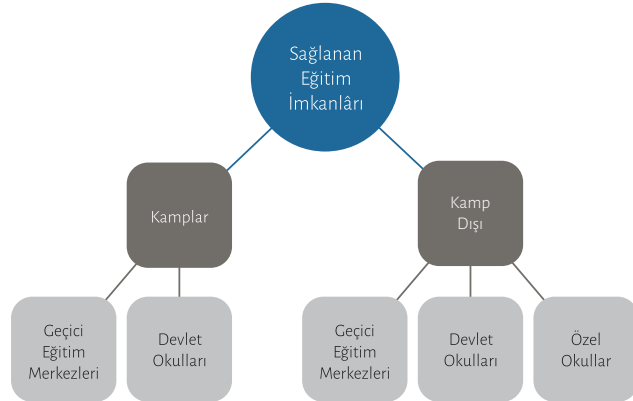 Sağlanan
Eğitim
İmkanlârı
Kamplar
Kamp
Dışı
Geçici
Eğitim
Merkezleri
Devlet
Okulları
Geçici
Eğitim
Merkezleri
Devlet
Okulları
Özel
Okullar